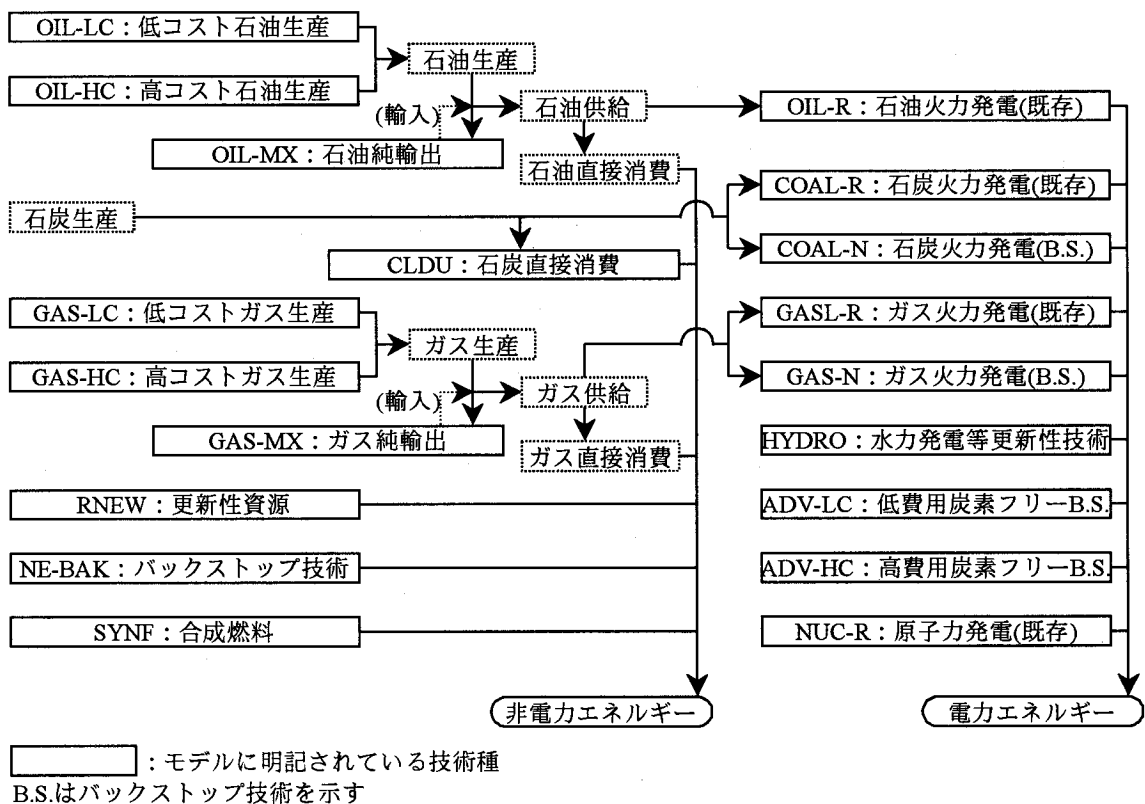 OIL-LC：低コスト石油生産
石油生産
OIL-HC：高コスト石油生産
(輸入)
石油供給
OIL-R：石油火力発電(既存)
OIL-MX：石油純輸出
石油直接消費
COAL-R：石炭火力発電(既存)
石炭生産
COAL-N：石炭火力発電(B.S.)
CLDU：石炭直接消費
GAS-LC：低コストガス生産
GASL-R：ガス火力発電(既存)
ガス生産
GAS-HC：高コストガス生産
GAS-N：ガス火力発電(B.S.)
(輸入)
ガス供給
GAS-MX：ガス純輸出
HYDRO：水力発電等更新性技術
ガス直接消費
RNEW：更新性資源
ADV-LC：低費用炭素フリーB.S.
NE-BAK：バックストップ技術
ADV-HC：高費用炭素フリーB.S.
SYNF：合成燃料
NUC-R：原子力発電(既存)
非電力エネルギー
電力エネルギー
：モデルに明記されている技術種
B.S.はバックストップ技術を示す